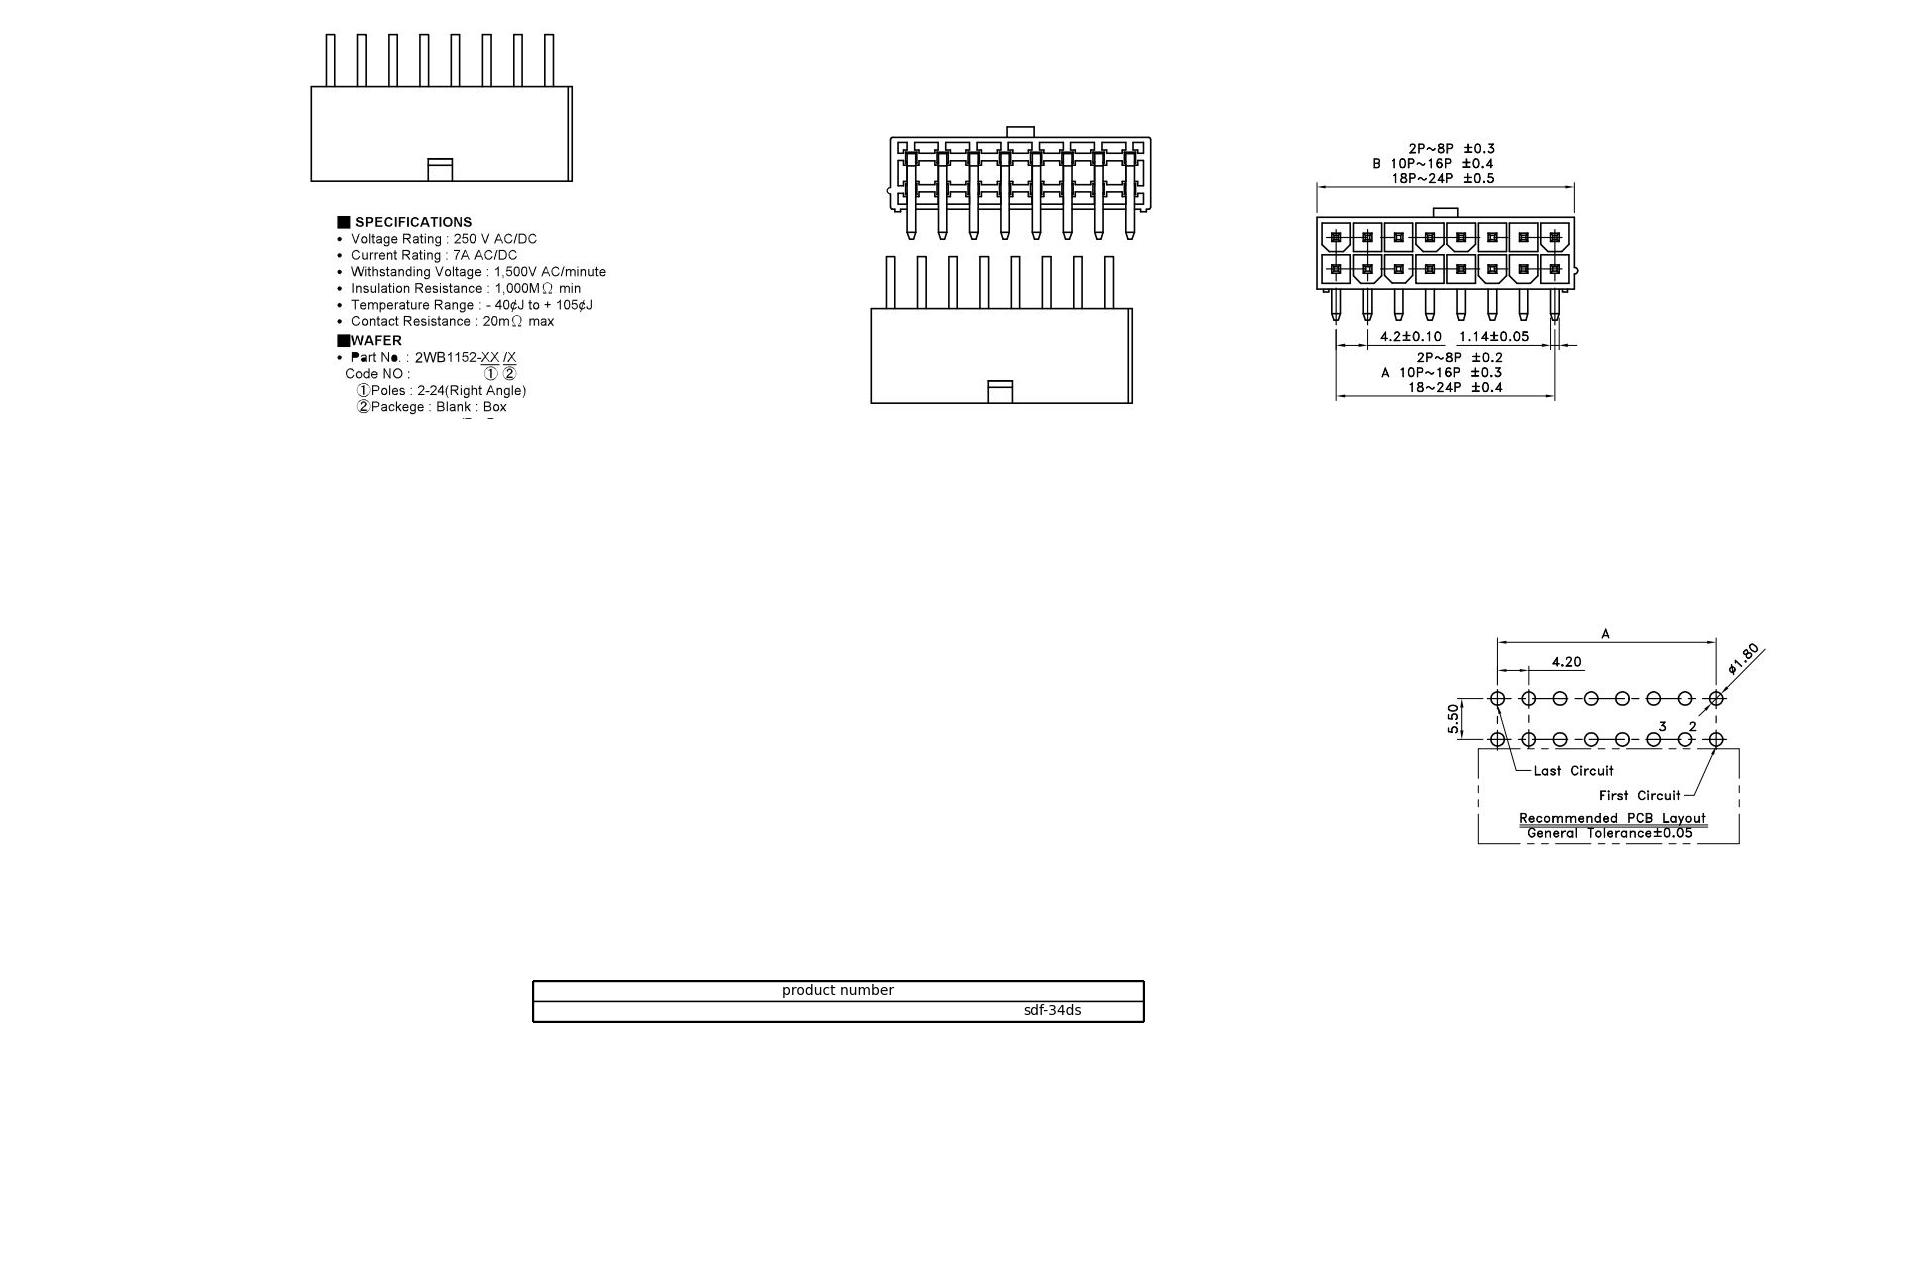 ■ SPECIFICATIONS
• Voltage Rating : 250 V AC/DC
• Current Rating : 7A AC/DC
• Withstanding Voltage : 1,500V AC/minute
• Insulation Resistance : 1,000MΩ min
• Temperature Range : - 40¢J to + 105¢J
• Contact Resistance : 20mΩ max
■WAFER
• Part No. : 2WB1152-XX /X
Code NO : ① ②
①Poles : 2-24(Right Angle)
②Packege : Blank : Box
2P~8P ±0.3
B 10P~16P ±0.4
18P~24P ±0.5
4.2±0.10 1.14±0.05
2P~8P ±0.2
A 10P~16P ±0.3
18~24P ±0.4
A
4.20
ø1.80
5.50
3 2
Last Circuit
First Circuit
Recommended PCB Layout
General Tolerance±0.05
product number
sdf-34ds